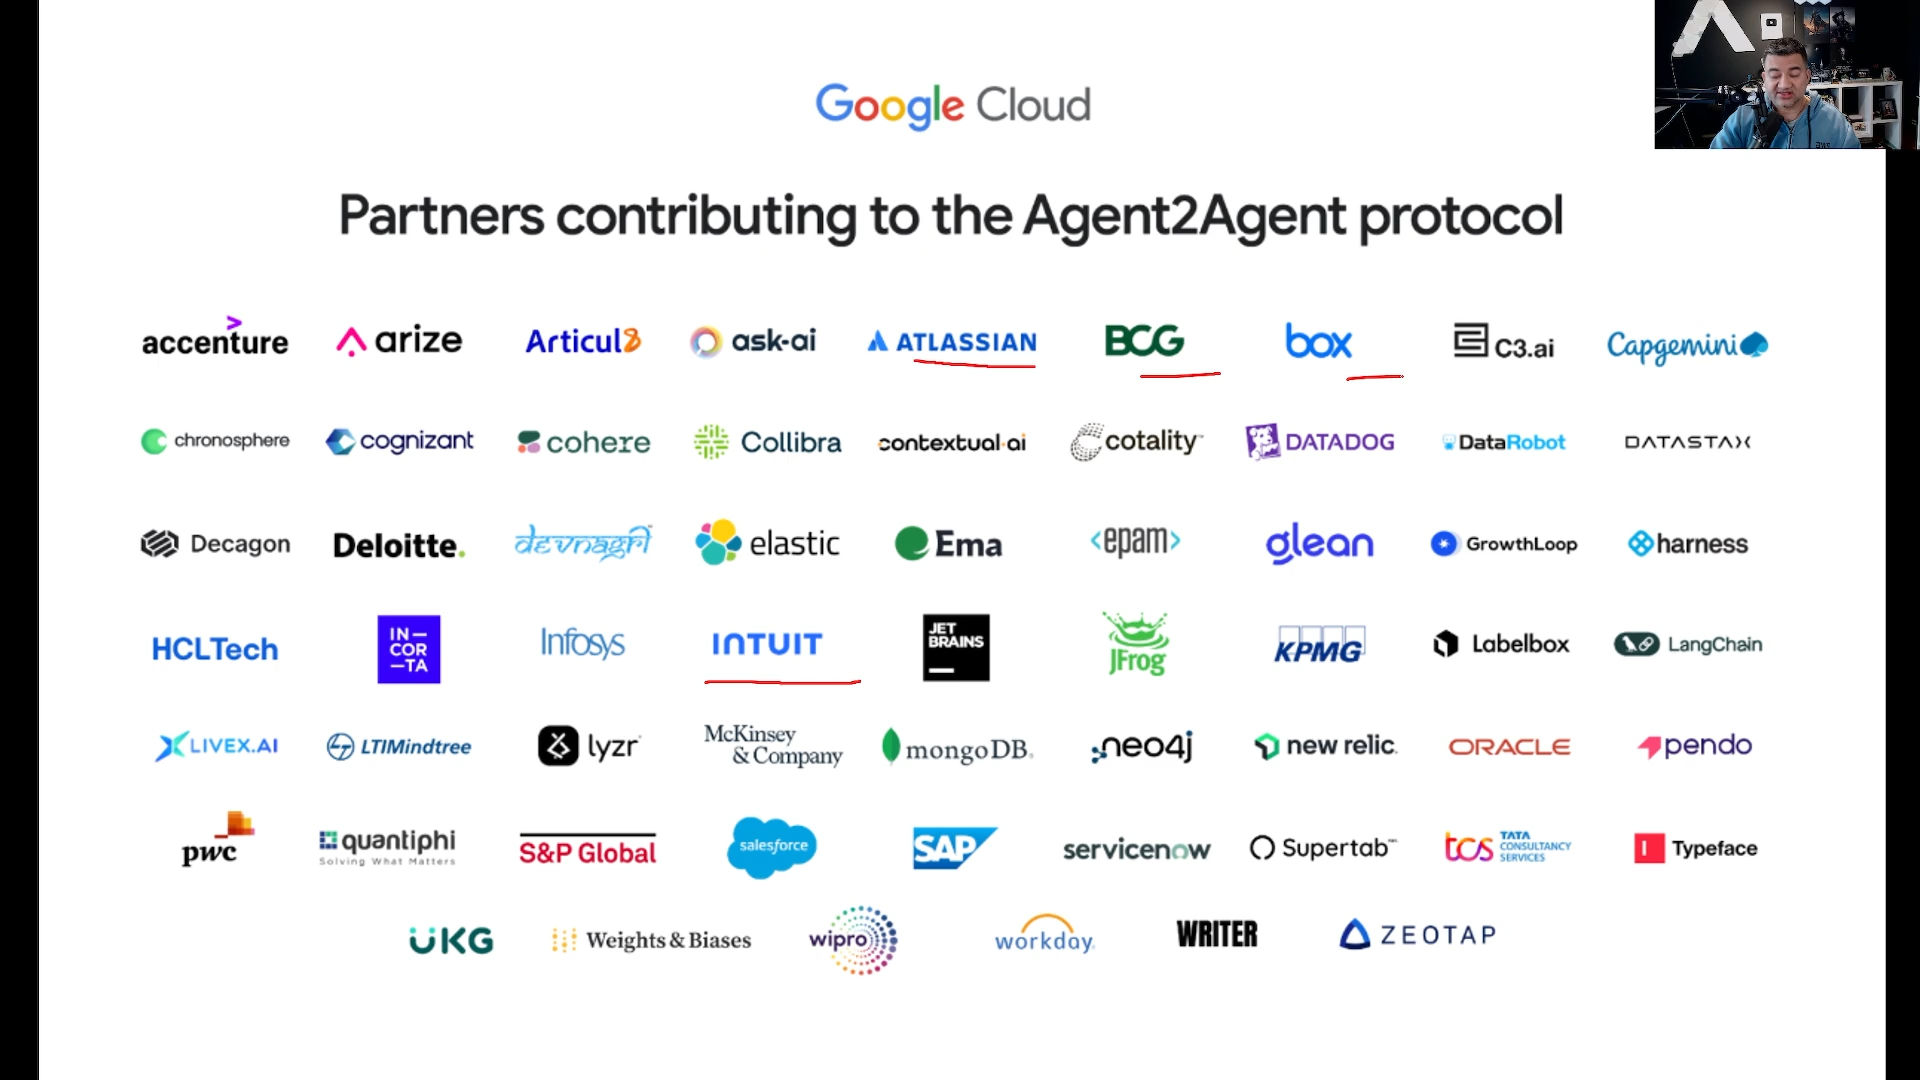 Google Cloud
Partners contributing to the Agent2Agent protocol
accenture arize Articul8 ask-ai ATLASSIAN BCG box C3.ai Capgemini
chronosphere cognizant cohere Collibra contextual·ai cotality DATADOG DataRobot DATASTAX
Decagon Deloitte. देvnaगरी elastic Ema <epam> glean GrowthLoop harness
HCLTech IN-COR-TA Infosys INTUIT JET BRAINS JFrog KPMG Labelbox LangChain
LIVEX.AI LTIMindtree lyzr McKinsey & Company mongoDB. neo4j new relic. ORACLE pendo
pwc quantiphi Solving What Matters S&P Global salesforce SAP servicenow Supertab™ tcs TATA CONSULTANCY SERVICES Typeface
UKG Weights & Biases wipro workday. WRITER ZEOTAP
aws